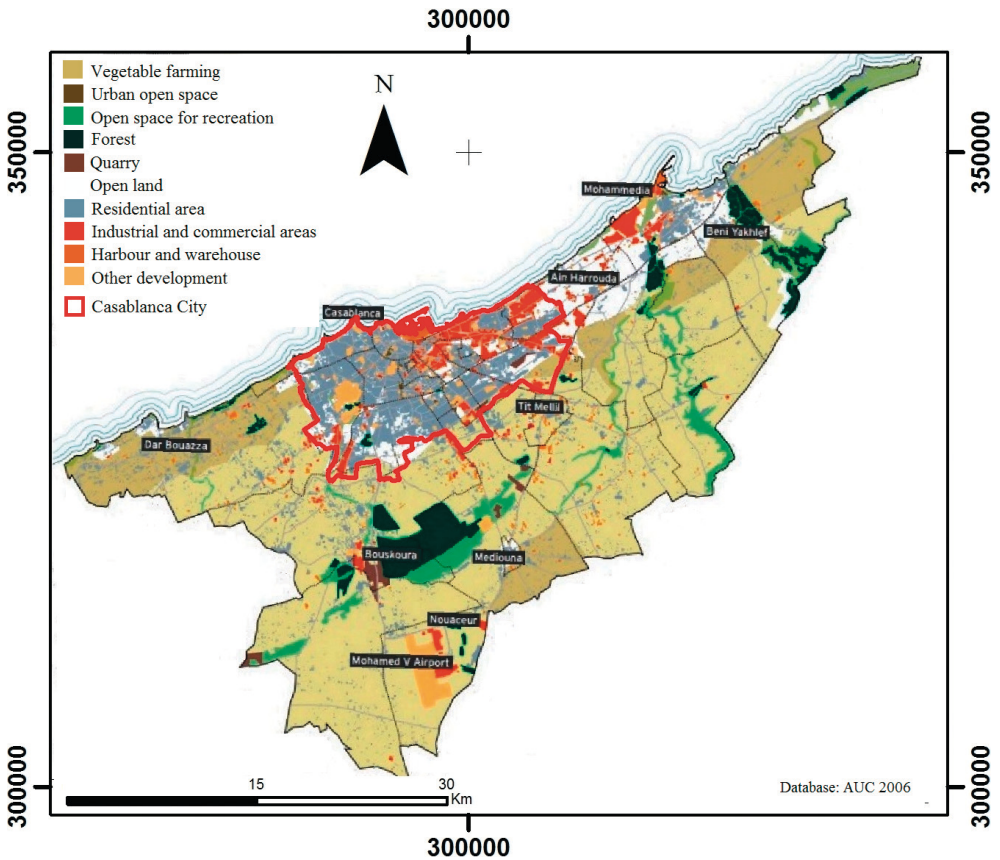 300000
350000
350000
Vegetable farming
Urban open space
Open space for recreation
Forest
Quarry
Open land
Residential area
Industrial and commercial areas
Harbour and warehouse
Other development
Casablanca City
N
Mohammedia
Beni Yakhlef
Ain Harrouda
Casablanca
Tit Mellil
Dar Bouazza
Bouskoura
Mediouna
Nouaceur
Mohamed V Airport
300000
300000
15
30
Km
Database: AUC 2006
300000